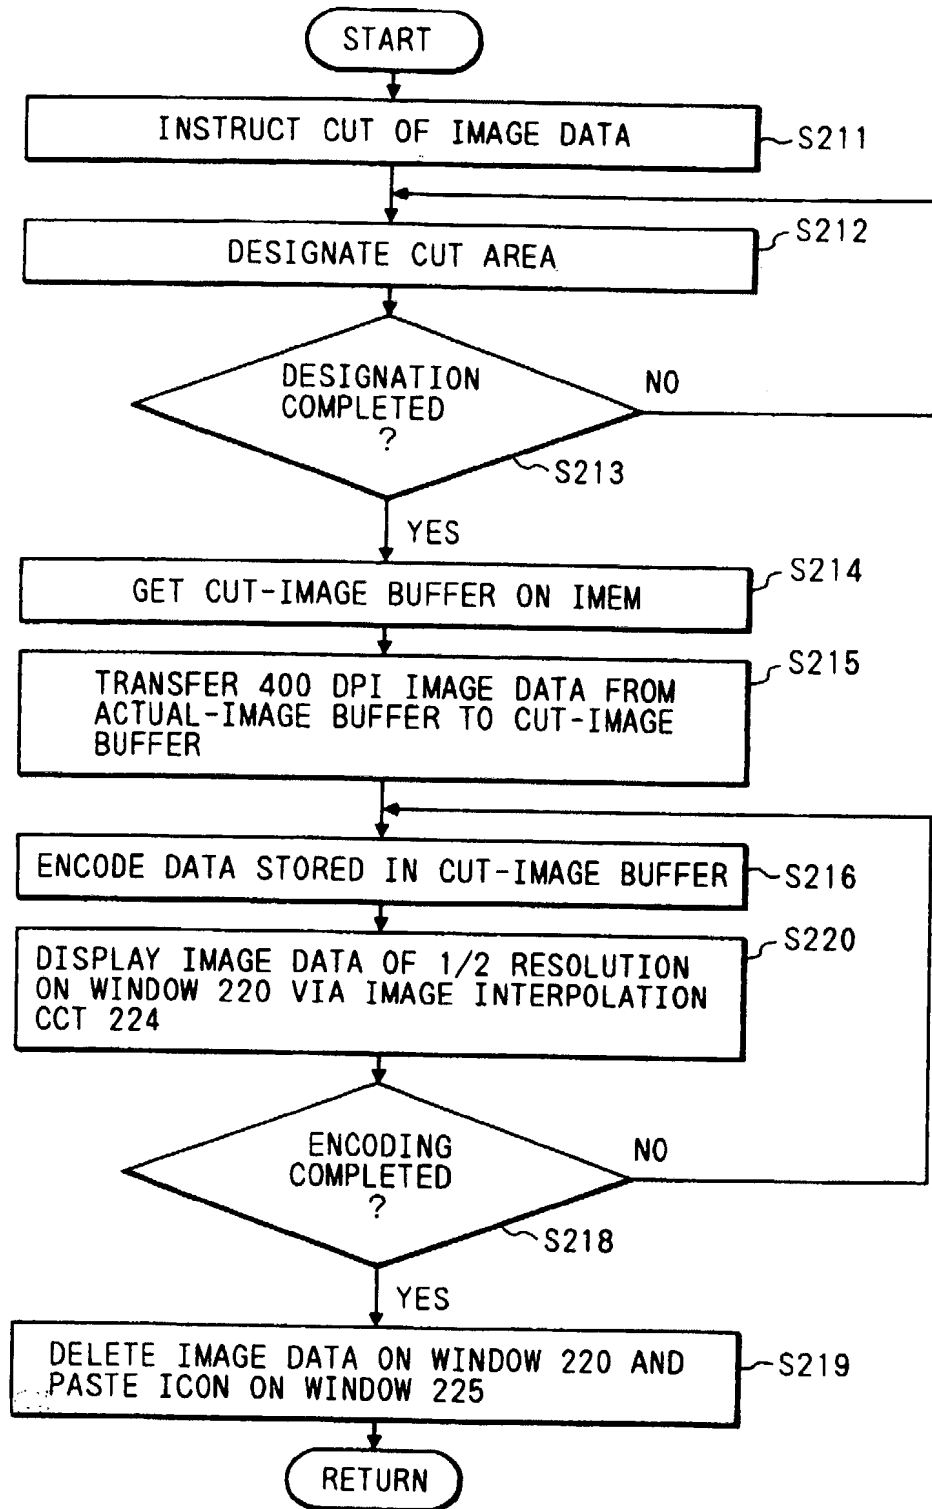 START
INSTRUCT CUT OF IMAGE DATA
S211
DESIGNATE CUT AREA
S212
DESIGNATION
COMPLETED
?
NO
S213
YES
GET CUT-IMAGE BUFFER ON IMEM
S214
TRANSFER 400 DPI IMAGE DATA FROM
ACTUAL-IMAGE BUFFER TO CUT-IMAGE
BUFFER
S215
ENCODE DATA STORED IN CUT-IMAGE BUFFER
S216
DISPLAY IMAGE DATA OF 1/2 RESOLUTION
ON WINDOW 220 VIA IMAGE INTERPOLATION
CCT 224
S220
ENCODING
COMPLETED
?
NO
S218
YES
DELETE IMAGE DATA ON WINDOW 220 AND
PASTE ICON ON WINDOW 225
S219
RETURN